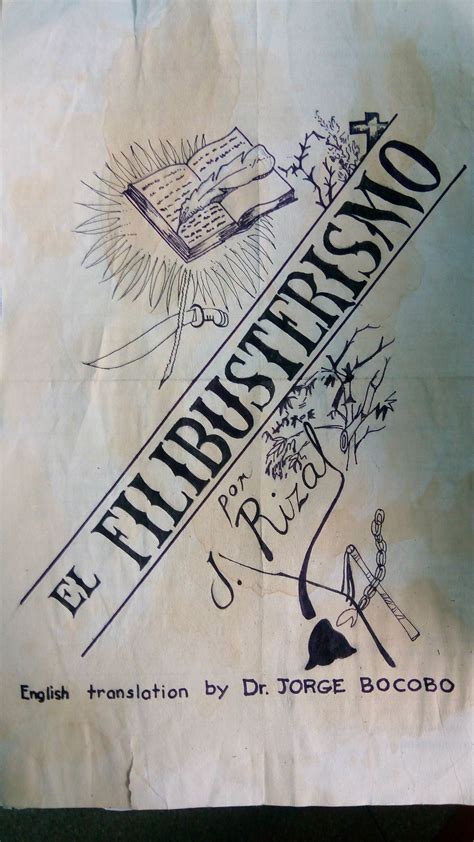 EL FILIBUSTERISMO
por
J. Rizal
English translation by Dr. JORGE BOCOBO